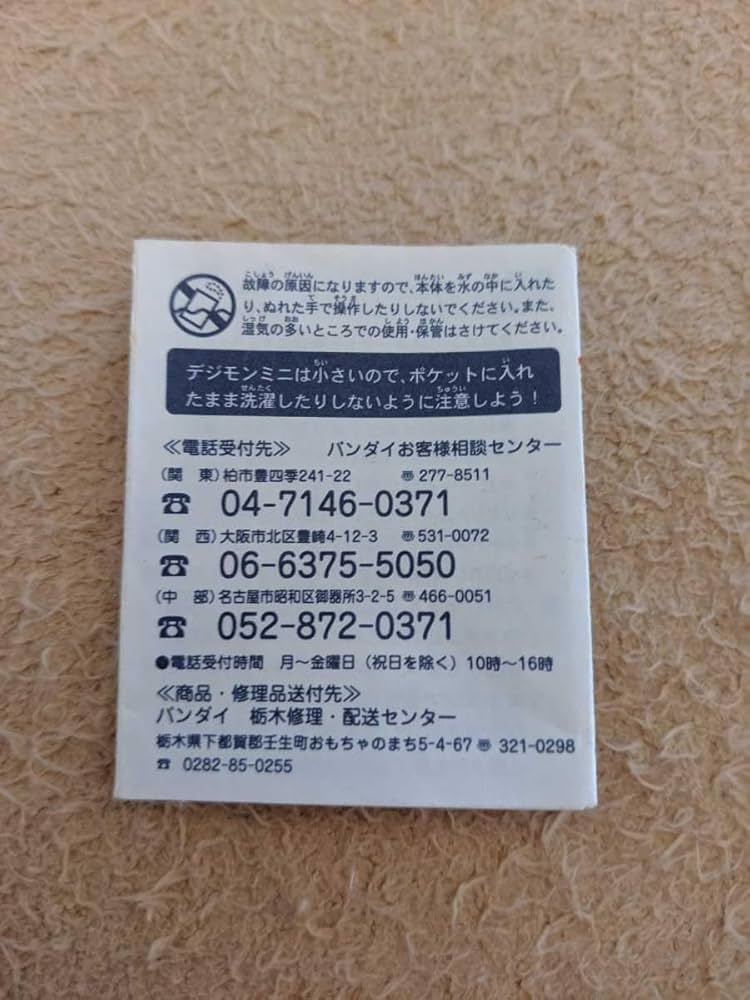 故障の原因になりますので、本体を水の中に入れた
り、ぬれた手で操作したりしないでください。また、
湿気の多いところでの使用・保管はさけてください。
デジモンミニは小さいので、ポケットに入れ
たまま洗濯したりしないように注意しよう！
≪電話受付先≫ バンダイお客様相談センター
(関 東)柏市豊四季241-22 〠277-8511
☎ 04-7146-0371
(関 西)大阪市北区豊崎4-12-3 〠531-0072
☎ 06-6375-5050
(中 部)名古屋市昭和区御器所3-2-5 〠466-0051
☎ 052-872-0371
●電話受付時間 月～金曜日(祝日を除く)10時～16時
≪商品・修理品送付先≫
バンダイ 栃木修理・配送センター
栃木県下都賀郡壬生町おもちゃのまち5-4-67 〠 321-0298
☎ 0282-85-0255